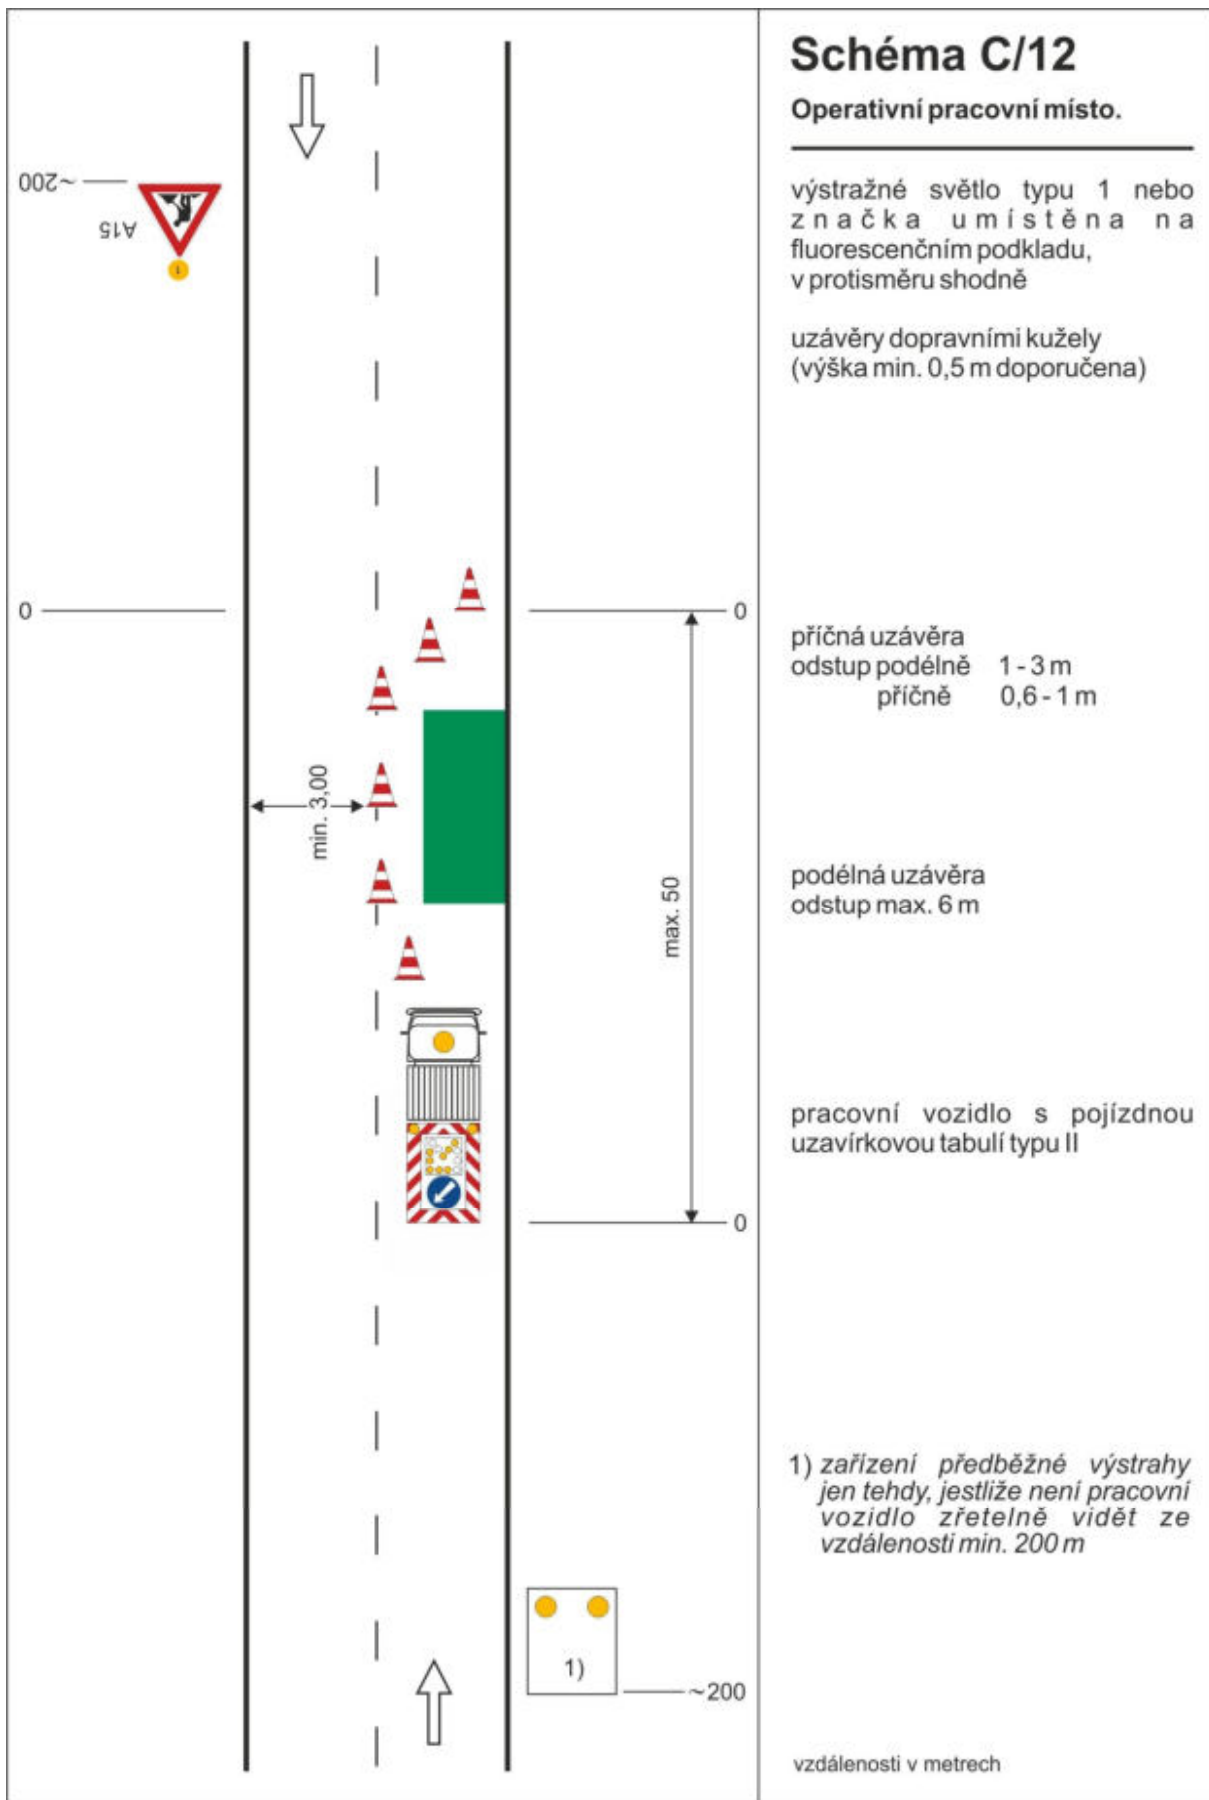 Schéma C/12
Operativní pracovní místo.
výstražné světlo typu 1 nebo
značka umístěna na
fluorescenčním podkladu,
v protisměru shodně
uzávěry dopravními kužely
(výška min. 0,5 m doporučena)
~200
A15
1
0
0
příčná uzávěra
odstup podélně 1 - 3 m
příčně 0,6 - 1 m
min. 3,00
max. 50
podélná uzávěra
odstup max. 6 m
pracovní vozidlo s pojízdnou
uzavírkovou tabulí typu II
0
1) zařízení předběžné výstrahy
jen tehdy, jestliže není pracovní
vozidlo zřetelně vidět ze
vzdálenosti min. 200 m
1)
~200
vzdálenosti v metrech